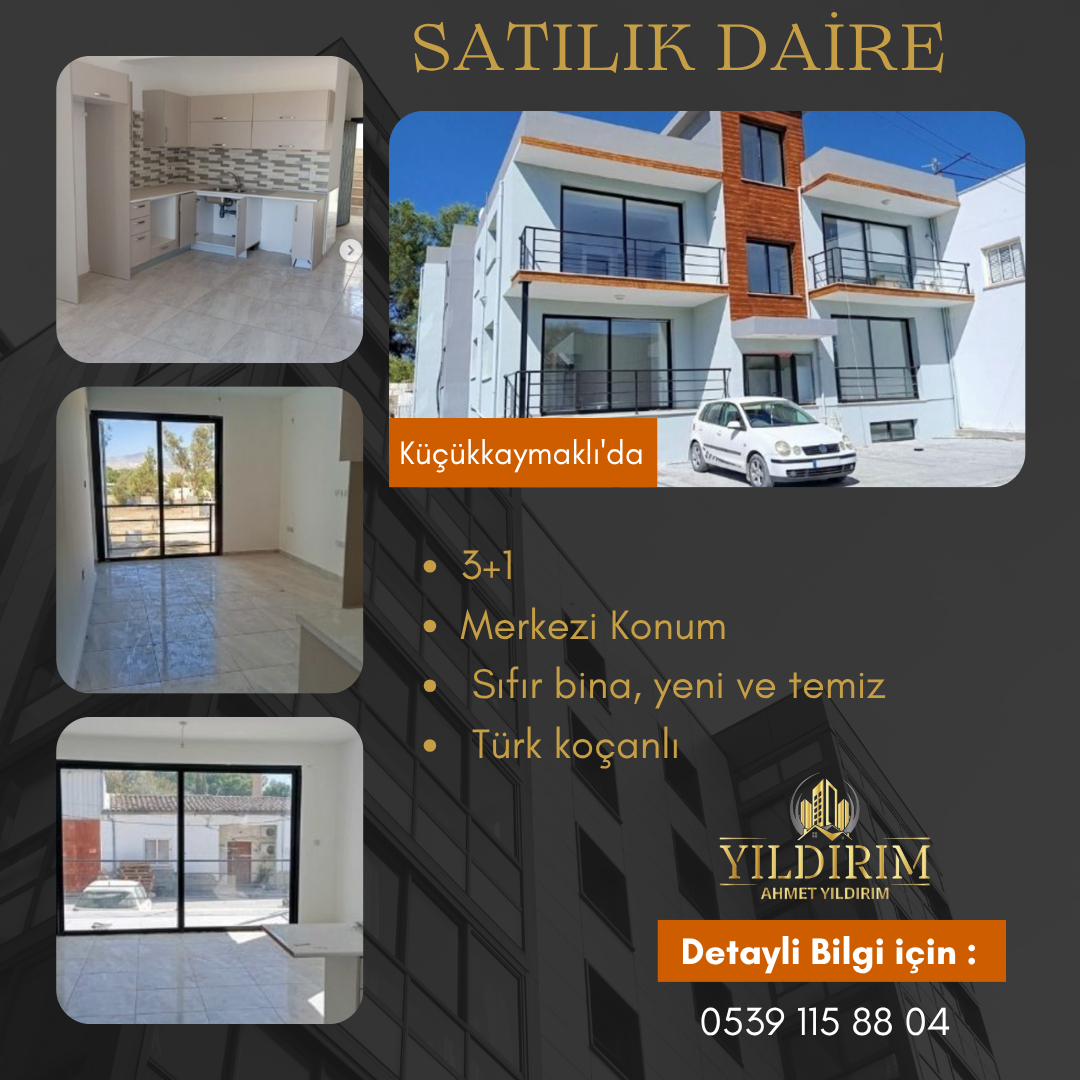 SATILIK DAİRE
Küçükkaymaklı'da
3+1
Merkezi Konum
Sıfır bina, yeni ve temiz
Türk koçanlı
YILDIRIM
AHMET YILDIRIM
Detayli Bilgi için :
0539 115 88 04